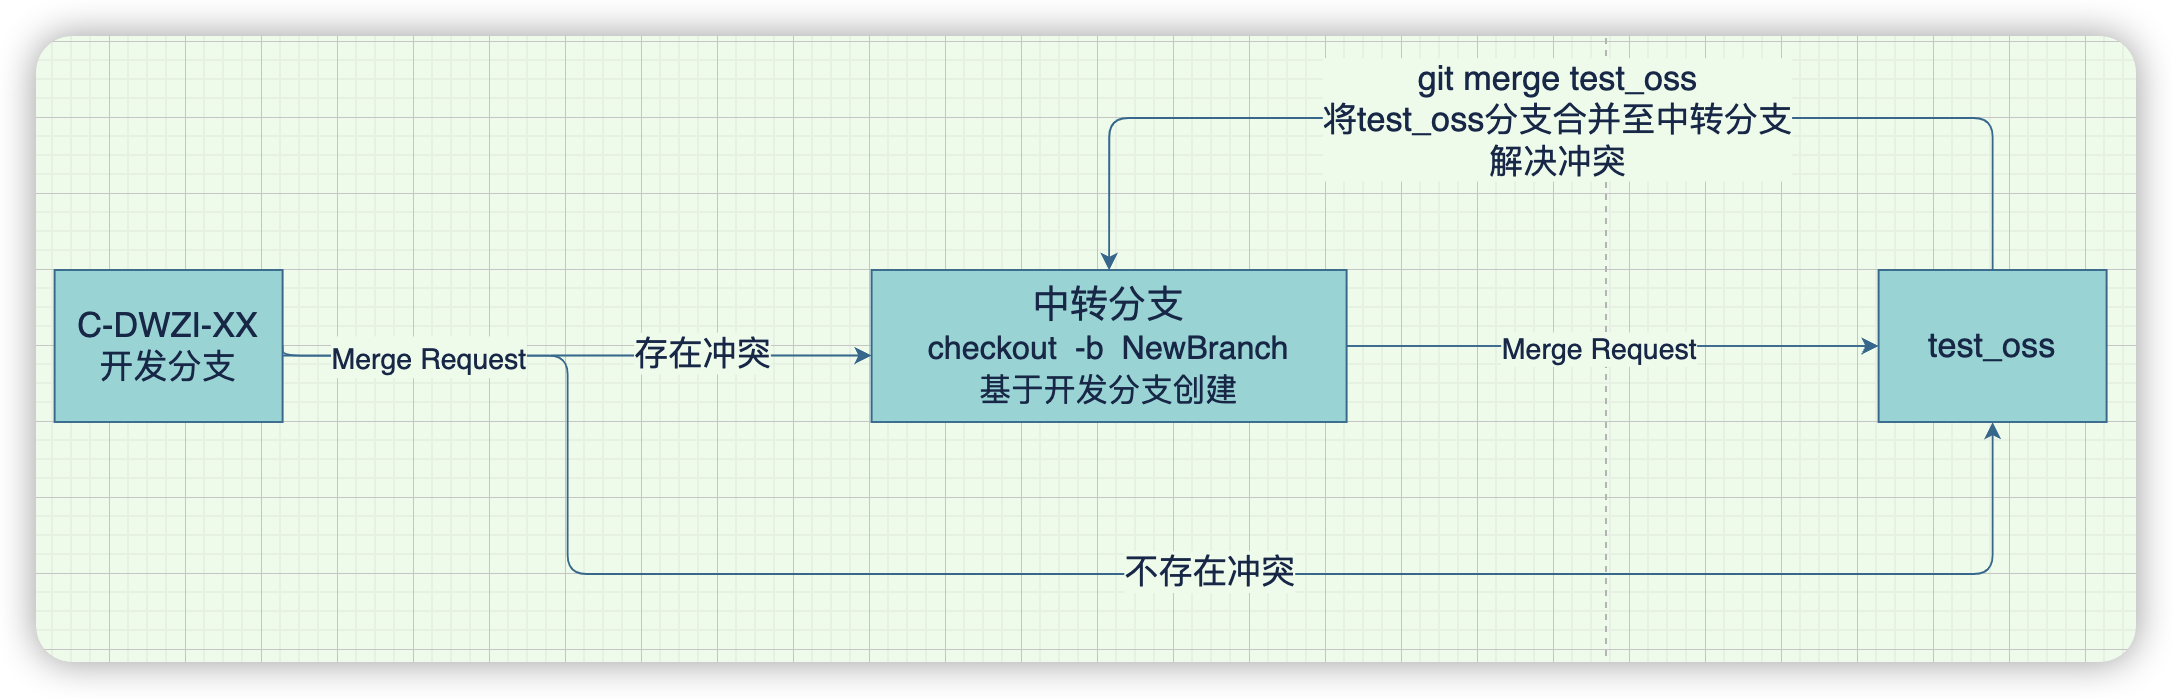 git merge test_oss
将test_oss分支合并至中转分支
解决冲突
C-DWZI-XX
开发分支
Merge Request
存在冲突
中转分支
checkout -b NewBranch
基于开发分支创建
Merge Request
test_oss
不存在冲突